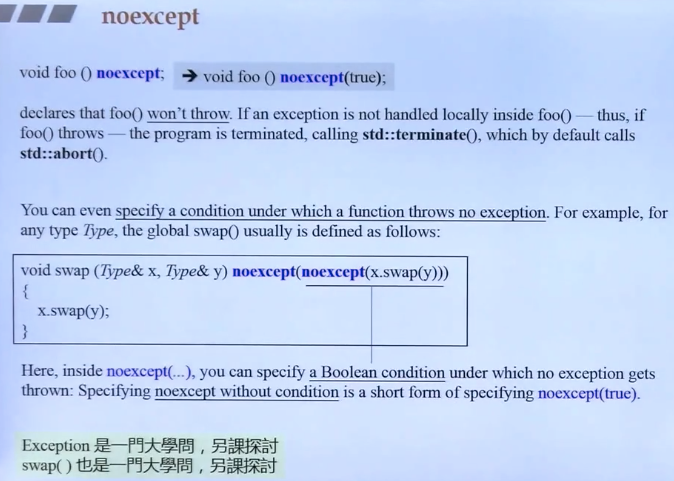 noexcept
void foo () noexcept; ➔ void foo () noexcept(true);
declares that foo() won't throw. If an exception is not handled locally inside foo() — thus, if
foo() throws — the program is terminated, calling std::terminate(), which by default calls
std::abort().
You can even specify a condition under which a function throws no exception. For example, for
any type Type, the global swap() usually is defined as follows:
void swap (Type& x, Type& y) noexcept(noexcept(x.swap(y)))
{
x.swap(y);
}
Here, inside noexcept(...), you can specify a Boolean condition under which no exception gets
thrown: Specifying noexcept without condition is a short form of specifying noexcept(true).
Exception 是一門大學問，另課探討
swap( ) 也是一門大學問，另課探討